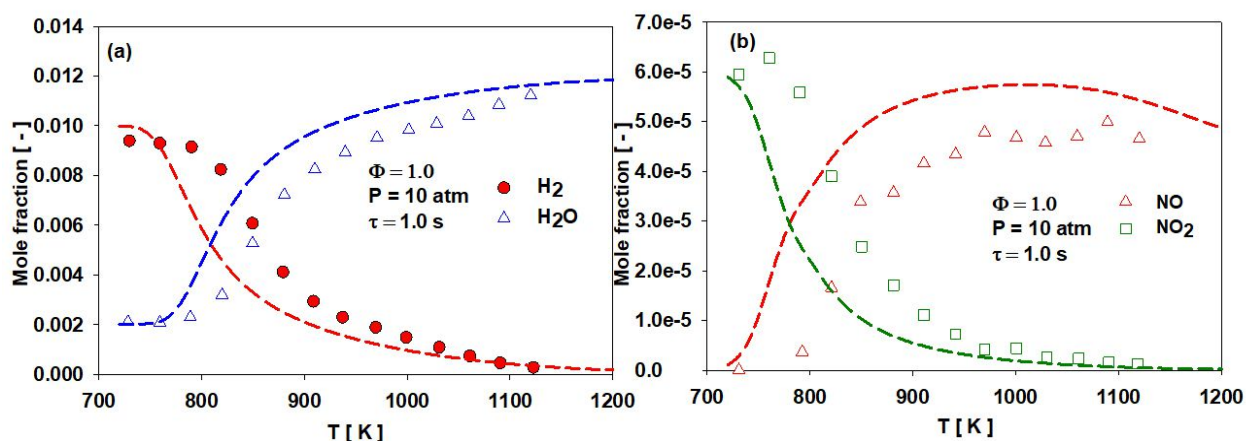 (a)
Mole fraction [ - ]
0.014
0.012
0.010
0.008
0.006
0.004
0.002
0.000
Φ = 1.0
P = 10 atm
τ = 1.0 s
H2
H2O
700 800 900 1000 1100 1200
T [ K ]
(b)
Mole fraction [ - ]
7.0e-5
6.0e-5
5.0e-5
4.0e-5
3.0e-5
2.0e-5
1.0e-5
0.0
Φ = 1.0
P = 10 atm
τ = 1.0 s
NO
NO2
700 800 900 1000 1100 1200
T [ K ]